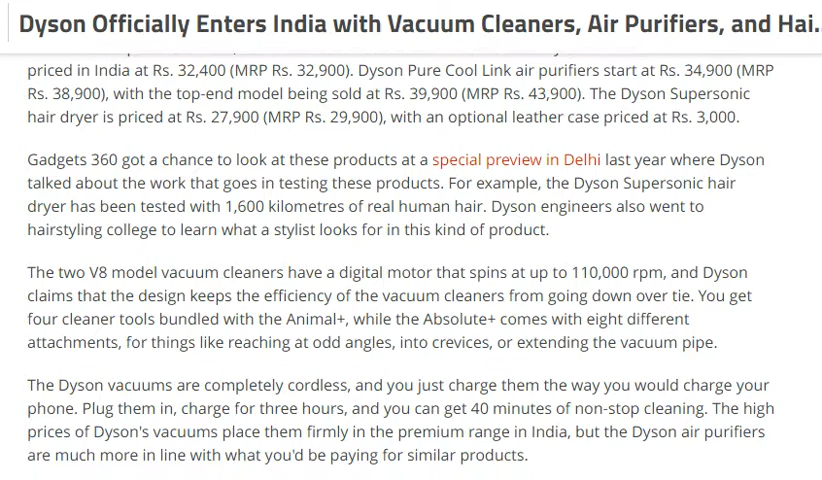 Dyson Officially Enters India with Vacuum Cleaners, Air Purifiers, and Hai..
priced in India at Rs. 32,400 (MRP Rs. 32,900). Dyson Pure Cool Link air purifiers start at Rs. 34,900 (MRP
Rs. 38,900), with the top-end model being sold at Rs. 39,900 (MRP Rs. 43,900). The Dyson Supersonic
hair dryer is priced at Rs. 27,900 (MRP Rs. 29,900), with an optional leather case priced at Rs. 3,000.
Gadgets 360 got a chance to look at these products at a special preview in Delhi last year where Dyson
talked about the work that goes in testing these products. For example, the Dyson Supersonic hair
dryer has been tested with 1,600 kilometres of real human hair. Dyson engineers also went to
hairstyling college to learn what a stylist looks for in this kind of product.
The two V8 model vacuum cleaners have a digital motor that spins at up to 110,000 rpm, and Dyson
claims that the design keeps the efficiency of the vacuum cleaners from going down over tie. You get
four cleaner tools bundled with the Animal+, while the Absolute+ comes with eight different
attachments, for things like reaching at odd angles, into crevices, or extending the vacuum pipe.
The Dyson vacuums are completely cordless, and you just charge them the way you would charge your
phone. Plug them in, charge for three hours, and you can get 40 minutes of non-stop cleaning. The high
prices of Dyson's vacuums place them firmly in the premium range in India, but the Dyson air purifiers
are much more in line with what you'd be paying for similar products.